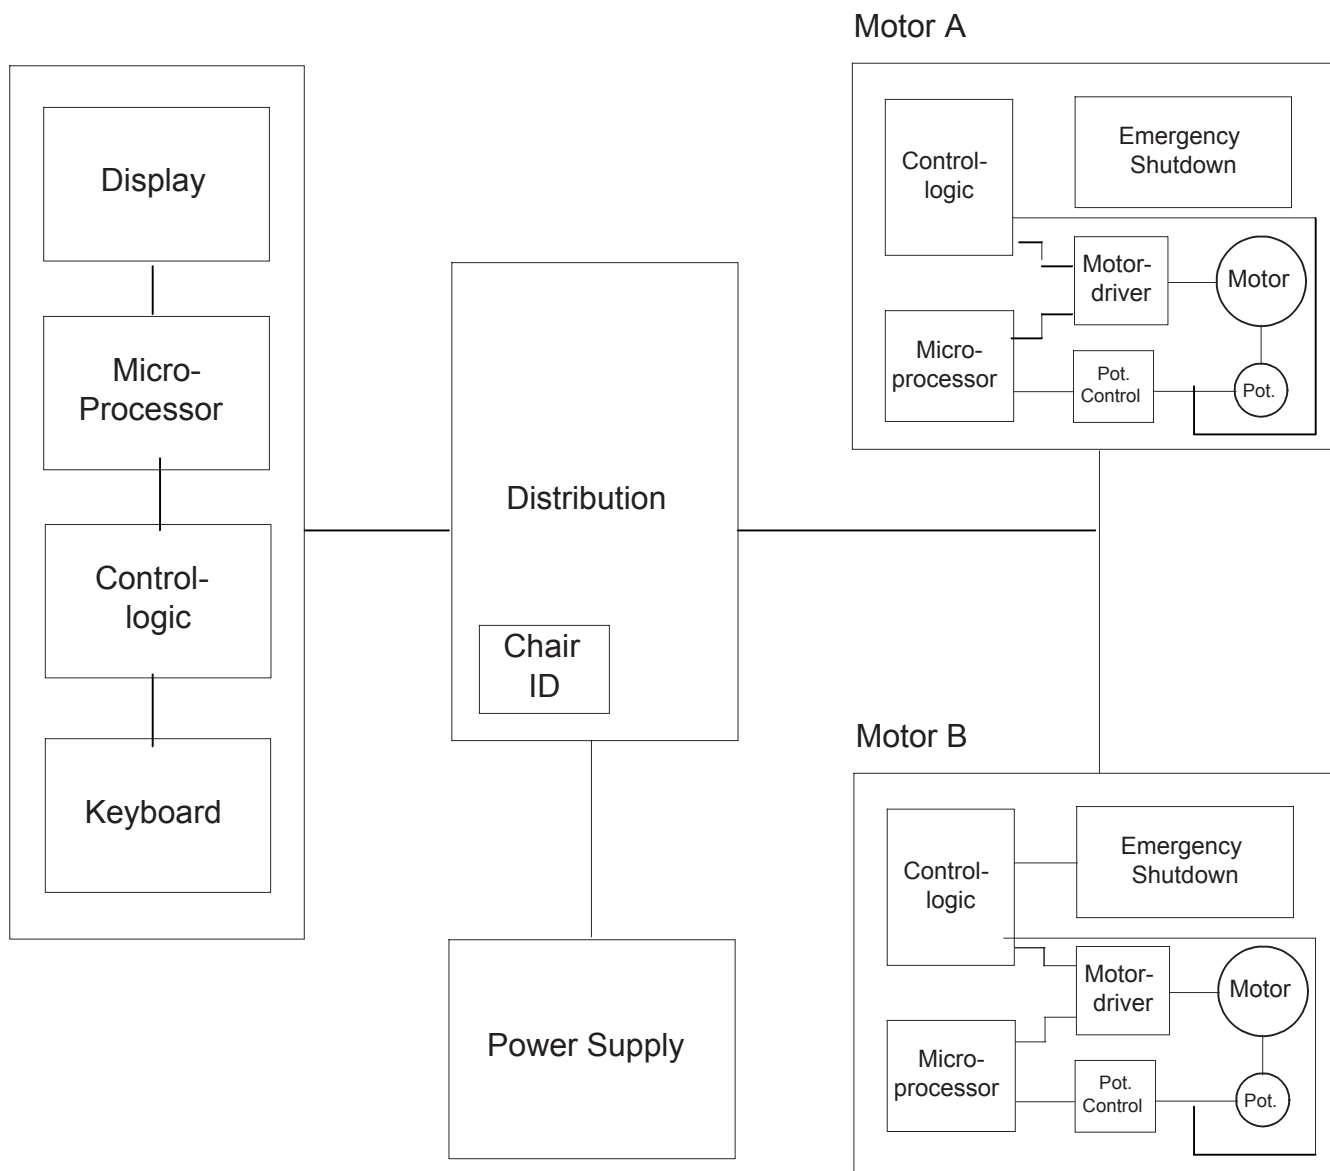 Motor A
Display
Micro-
Processor
Control-
logic
Keyboard
Distribution
Chair
ID
Power Supply
Control-
logic
Emergency
Shutdown
Motor-
driver
Motor
Micro-
processor
Pot.
Control
Pot.
Motor B
Control-
logic
Emergency
Shutdown
Motor-
driver
Motor
Micro-
processor
Pot.
Control
Pot.